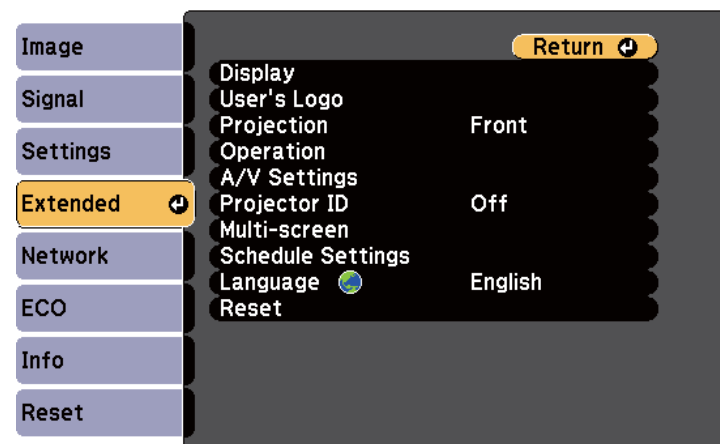 Image
Signal
Settings
Extended
Network
ECO
Info
Reset
Return
Display
User's Logo
Projection Front
Operation
A/V Settings
Projector ID Off
Multi-screen
Schedule Settings
Language English
Reset